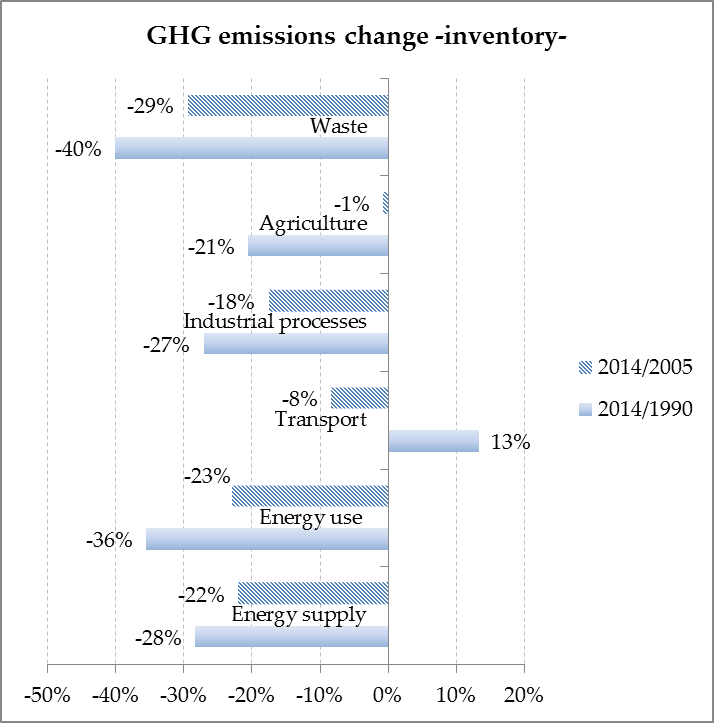 GHG emissions change -inventory-
-29%
Waste
-40%
-1%
Agriculture
-21%
-18%
Industrial processes
-27%
-8%
Transport
13%
-23%
Energy use
-36%
-22%
Energy supply
-28%
2014/2005
2014/1990
-50% -40% -30% -20% -10% 0% 10% 20%